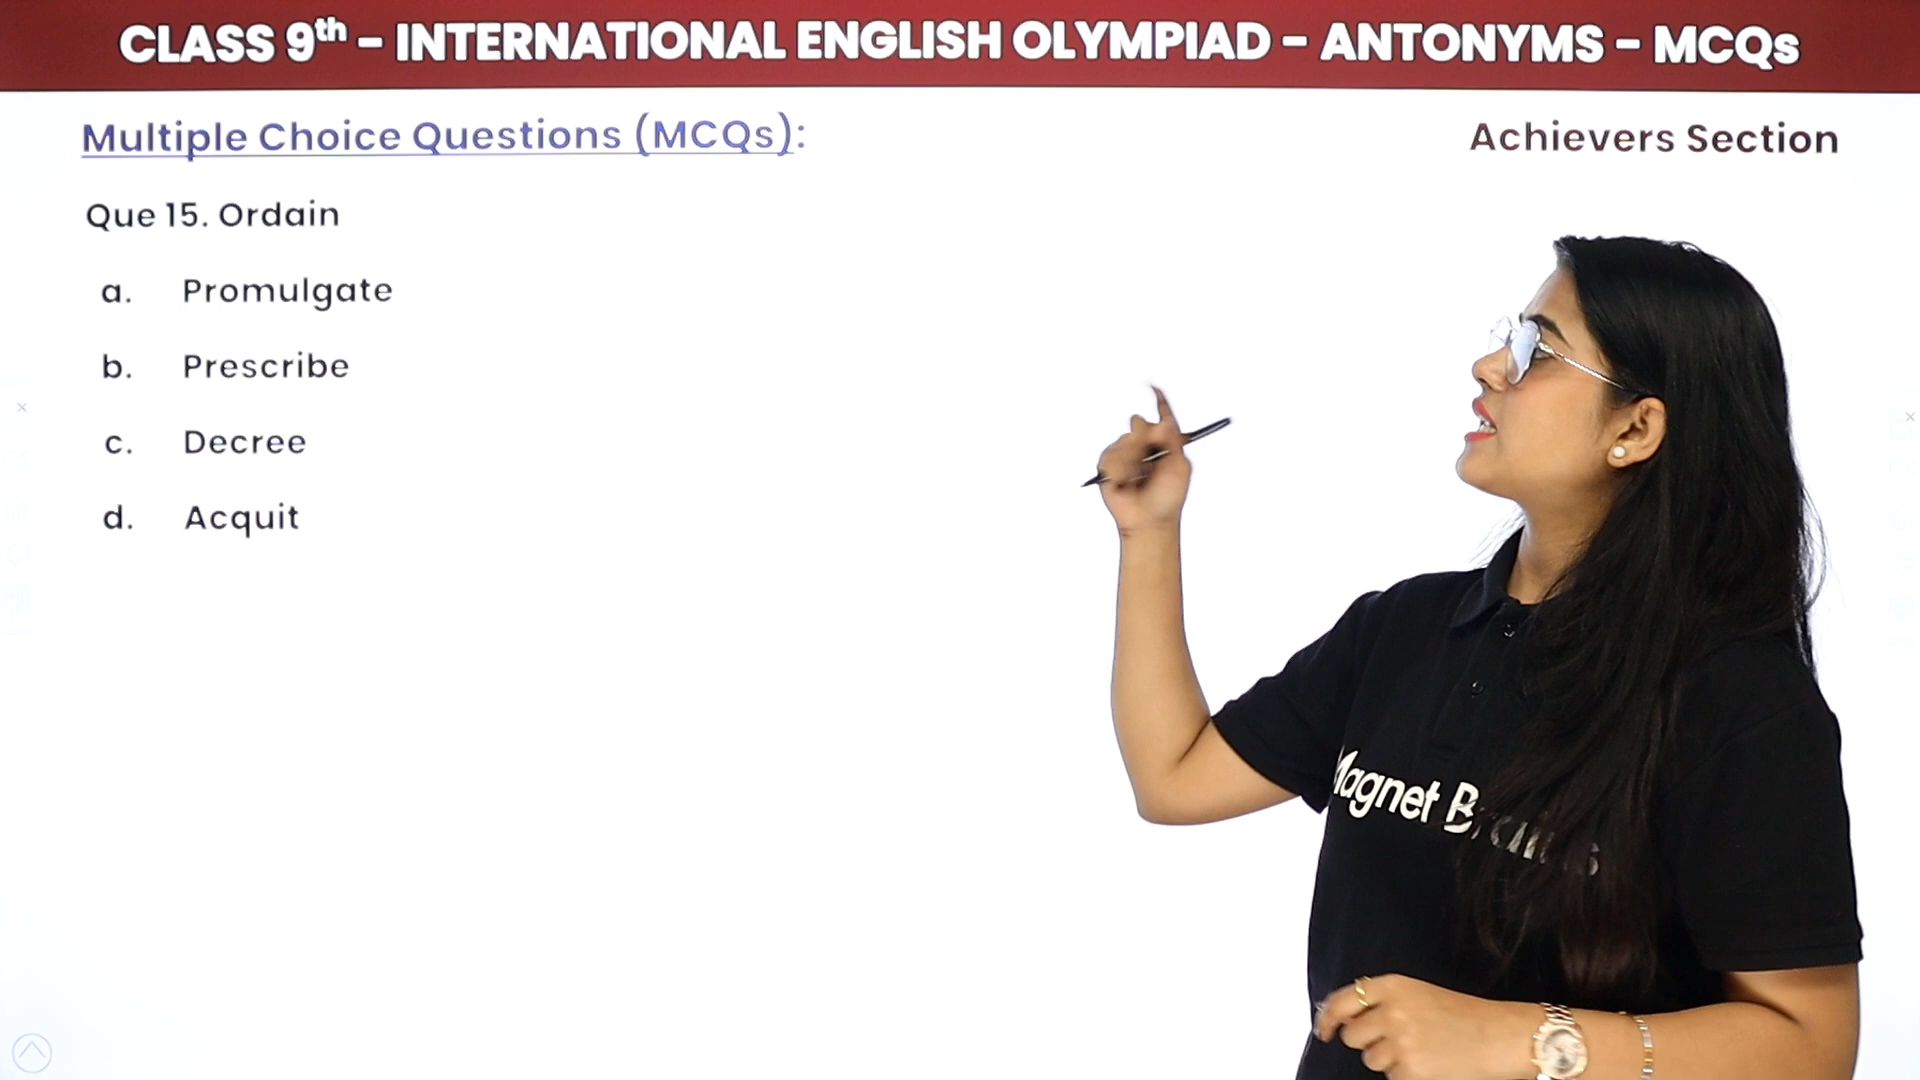 CLASS 9th - INTERNATIONAL ENGLISH OLYMPIAD - ANTONYMS - MCQs
Multiple Choice Questions (MCQs):
Achievers Section
Que 15. Ordain
a. Promulgate
b. Prescribe
c. Decree
d. Acquit
Magnet